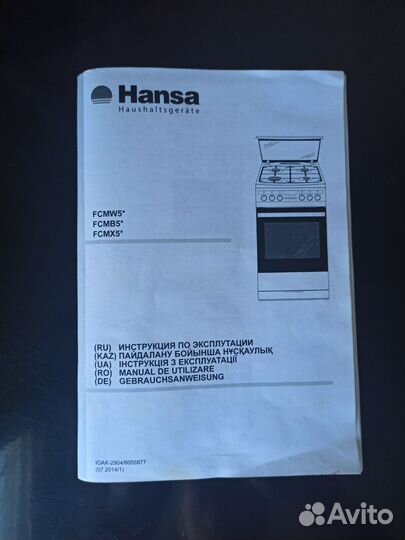 Hansa
Haushaltsgeräte
FCMW5*
FCMB5*
FCMX5*
(RU) ИНСТРУКЦИЯ ПО ЭКСПЛУТАЦИИ
(KAZ) ПАЙДАЛАНУ БОЙЫНША НҰСҚАУЛЫҚ
(UA) ІНСТРУКЦІЯ З ЕКСПЛУАТАЦІЇ
(RO) MANUAL DE UTILIZARE
(DE) GEBRAUCHSANWEISUNG
IOAK-2904/8055977
(07.2014/1)
Avito